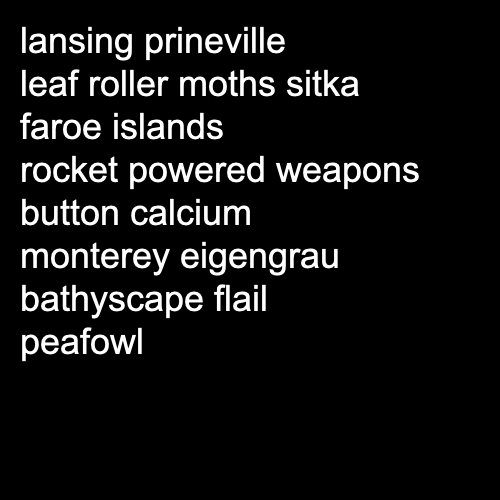 lansing prineville
leaf roller moths sitka
faroe islands
rocket powered weapons
button calcium
monterey eigengrau
bathyscape flail
peafowl